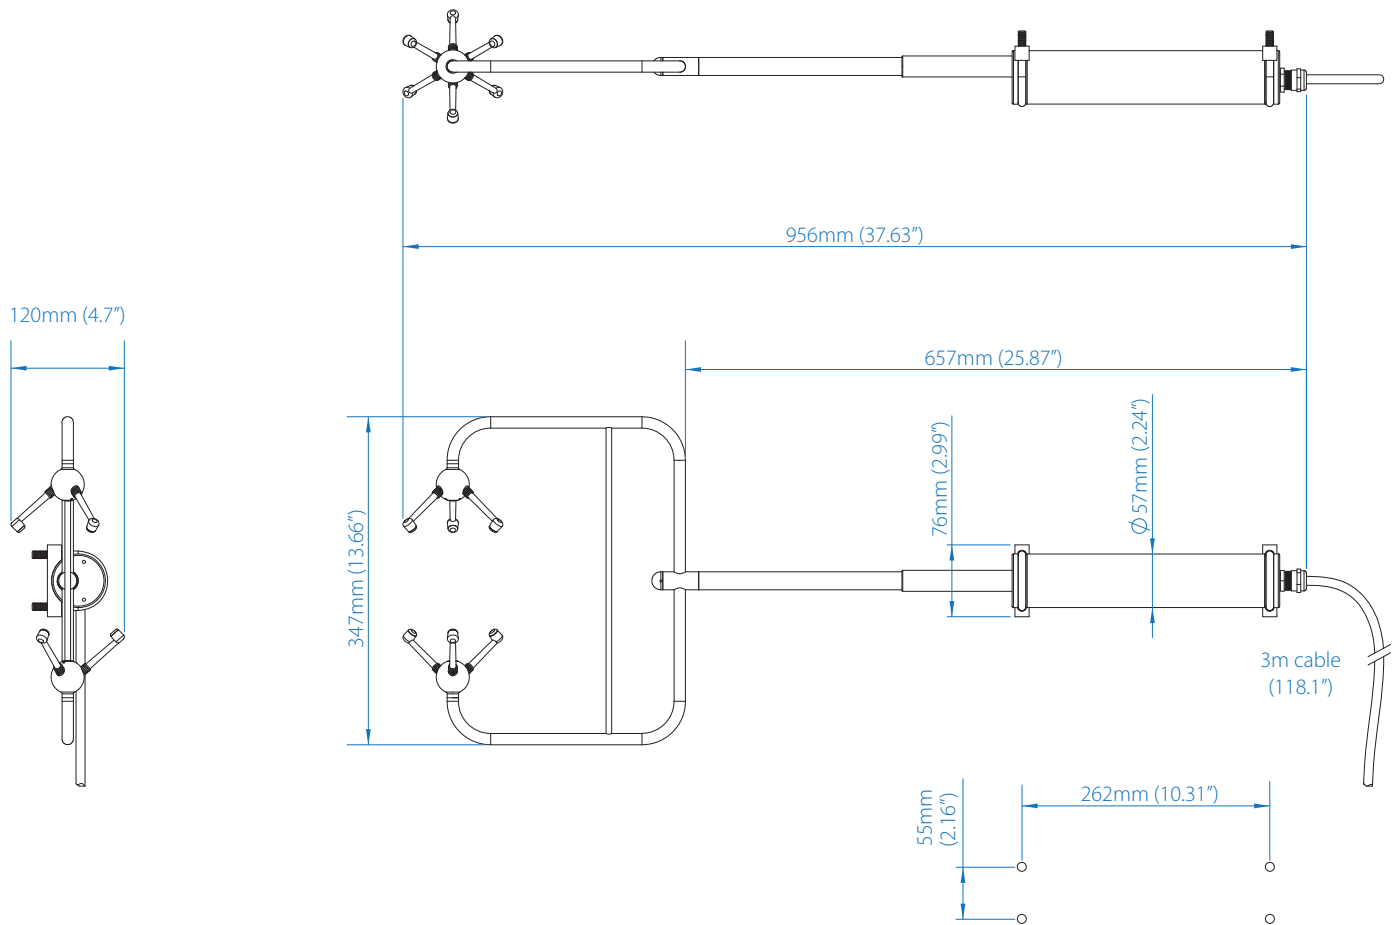 956mm (37.63″)
120mm (4.7″)
657mm (25.87″)
76mm (2.99″)
∅ 57mm (2.24″)
347mm (13.66″)
3m cable
(118.1″)
262mm (10.31″)
55mm
(2.16″)